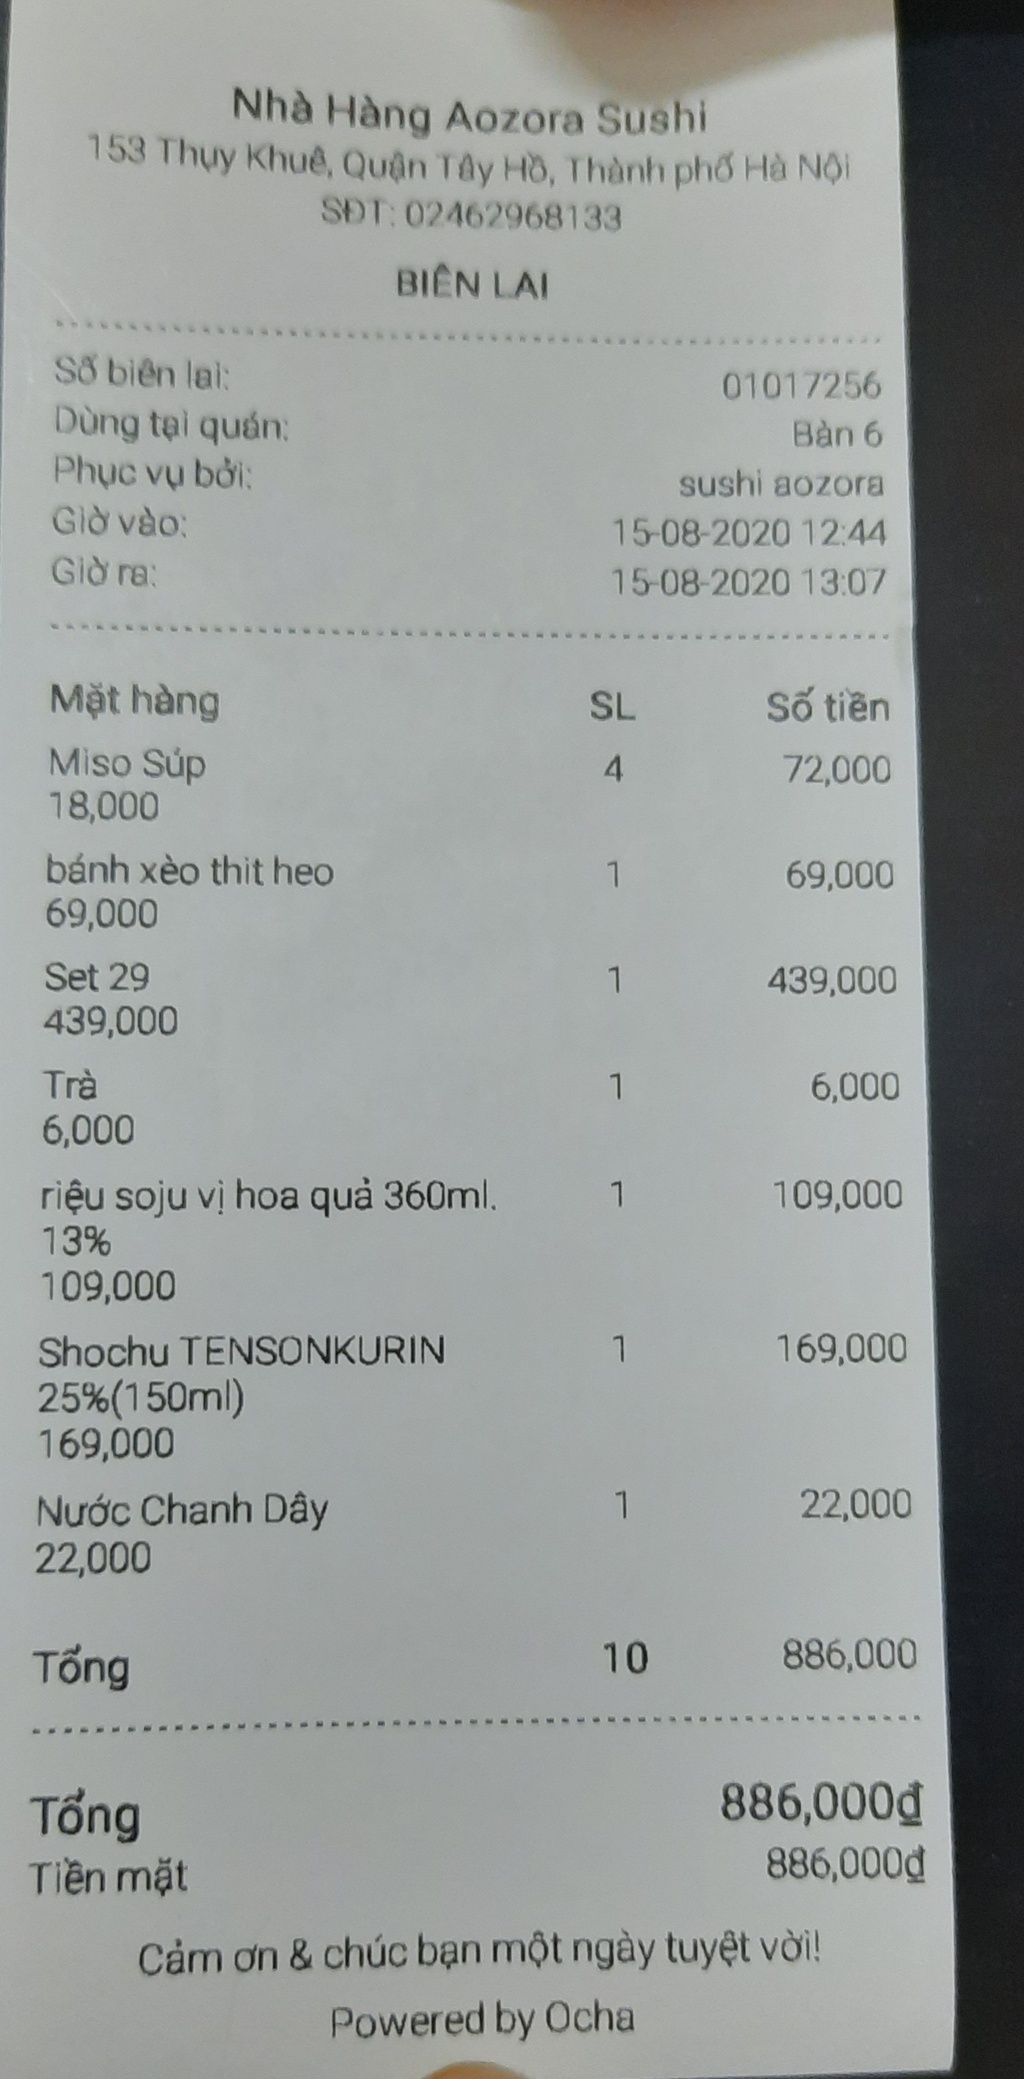 Nhà Hàng Aozora Sushi
153 Thụy Khuê, Quận Tây Hồ, Thành phố Hà Nội
SĐT: 02462968133
BIÊN LAI
Số biên lai: 01017256
Dùng tại quán: Bàn 6
Phục vụ bởi: sushi aozora
Giờ vào: 15-08-2020 12:44
Giờ ra: 15-08-2020 13:07
Mặt hàng SL Số tiền
Miso Súp 4 72,000
18,000
bánh xèo thit heo 1 69,000
69,000
Set 29 1 439,000
439,000
Trà 1 6,000
6,000
riệu soju vị hoa quả 360ml. 1 109,000
13%
109,000
Shochu TENSONKURIN 1 169,000
25%(150ml)
169,000
Nước Chanh Dây 1 22,000
22,000
Tổng 10 886,000
Tổng 886,000₫
Tiền mặt 886,000₫
Cảm ơn & chúc bạn một ngày tuyệt vời!
Powered by Ocha